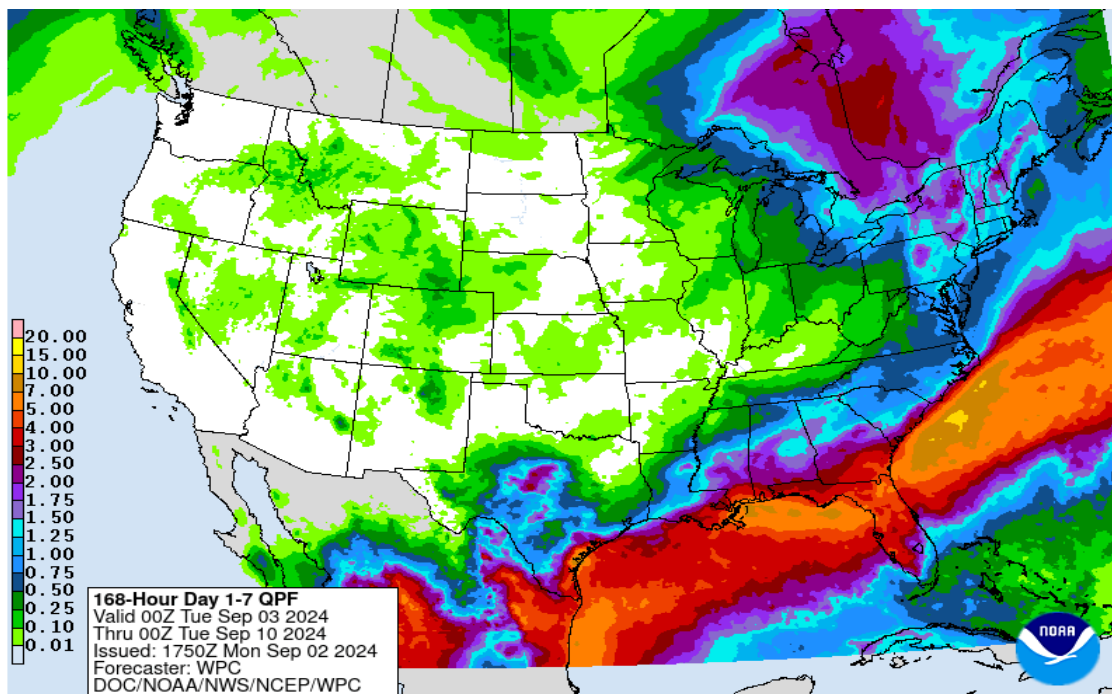 20.00
15.00
10.00
7.00
5.00
4.00
3.00
2.50
2.00
1.75
1.50
1.25
1.00
0.75
0.50
0.25
0.10
0.01
168-Hour Day 1-7 QPF
Valid 00Z Tue Sep 03 2024
Thru 00Z Tue Sep 10 2024
Issued: 1750Z Mon Sep 02 2024
Forecaster: WPC
DOC/NOAA/NWS/NCEP/WPC
NOAA